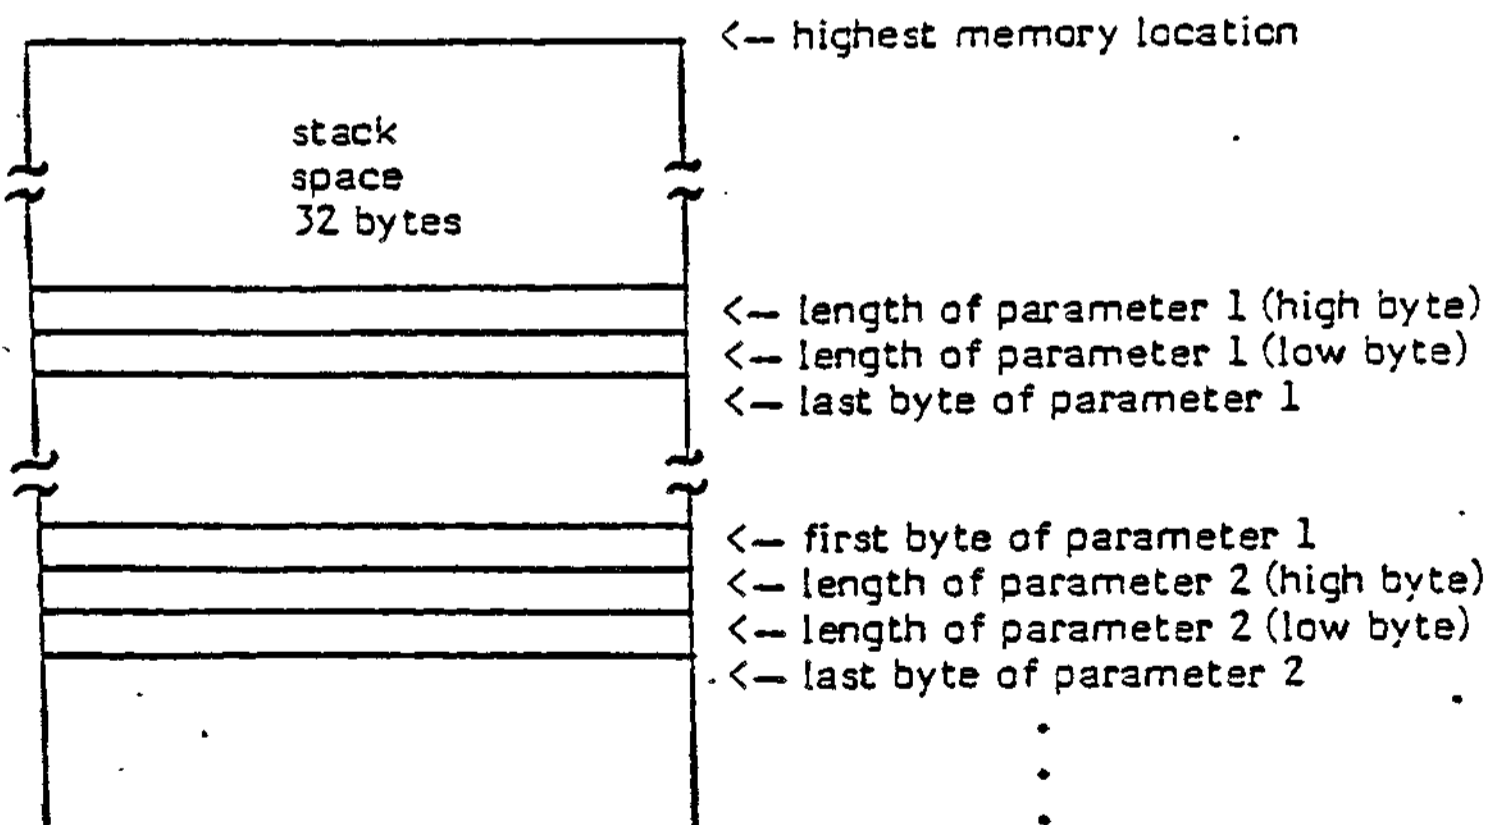 <-- highest memory location
stack
space
32 bytes
<-- length of parameter 1 (high byte)
<-- length of parameter 1 (low byte)
<-- last byte of parameter 1
<-- first byte of parameter 1
<-- length of parameter 2 (high byte)
<-- length of parameter 2 (low byte)
<-- last byte of parameter 2
.
.
.